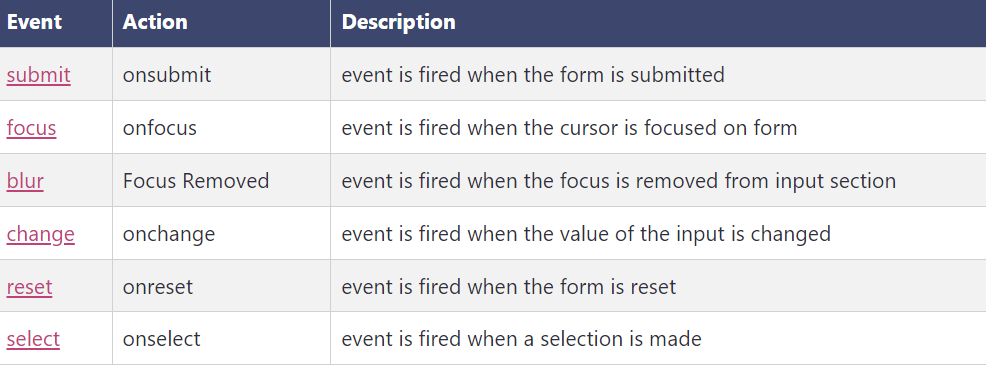 Event Action Description
submit onsubmit event is fired when the form is submitted
focus onfocus event is fired when the cursor is focused on form
blur Focus Removed event is fired when the focus is removed from input section
change onchange event is fired when the value of the input is changed
reset onreset event is fired when the form is reset
select onselect event is fired when a selection is made